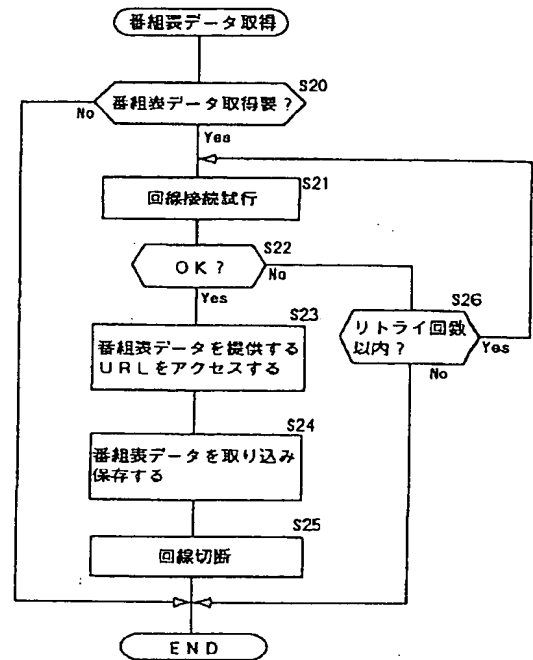 番組表データ取得
S20
番組表データ取得要？
No
Yes
S21
回線接続試行
S22
OK？
No
Yes
S26
リトライ回数
以内？
Yes
No
S23
番組表データを提供する
URLをアクセスする
S24
番組表データを取り込み
保存する
S25
回線切断
END